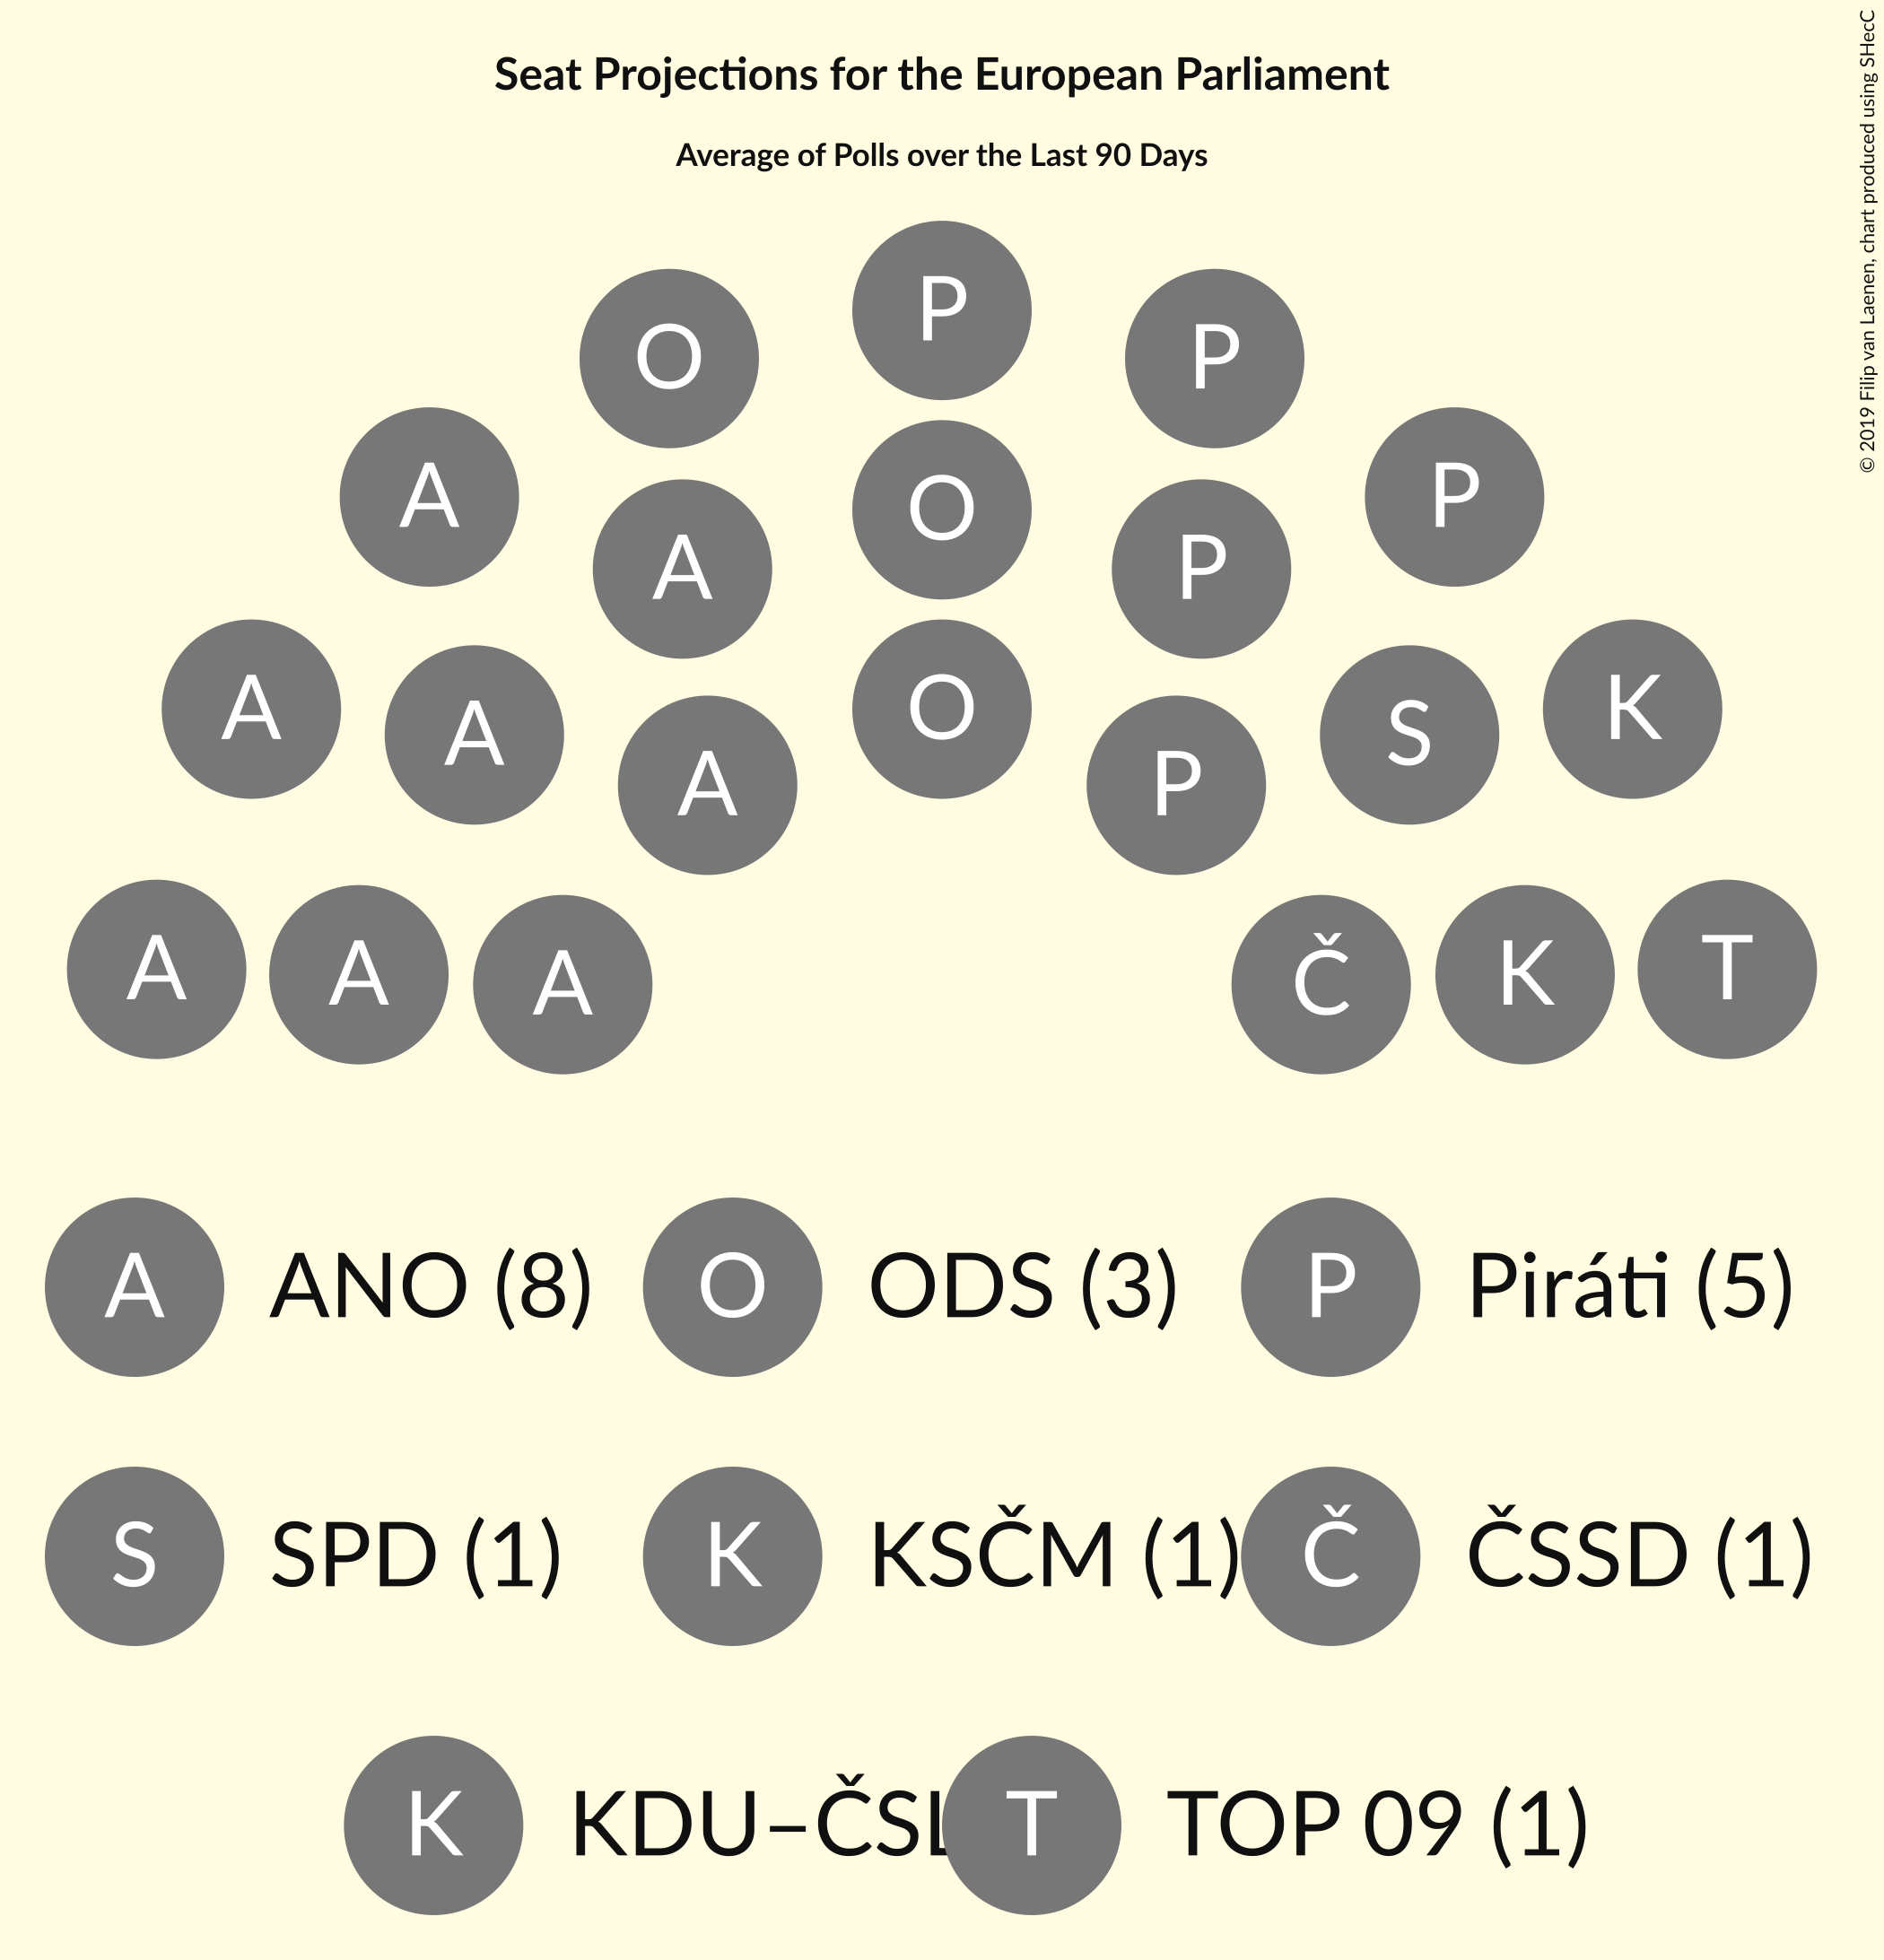 Seat Projections for the European Parliament
Average of Polls over the Last 90 Days
© 2019 Filip van Laenen, chart produced using SHecC
P
O P
A P
O
A P
A K
O
A S
A P
A A A Č K T
A ANO (8) O ODS (3) P Piráti (5)
S SPD (1) K KSČM (1) Č ČSSD (1)
K KDU–ČSL T TOP 09 (1)